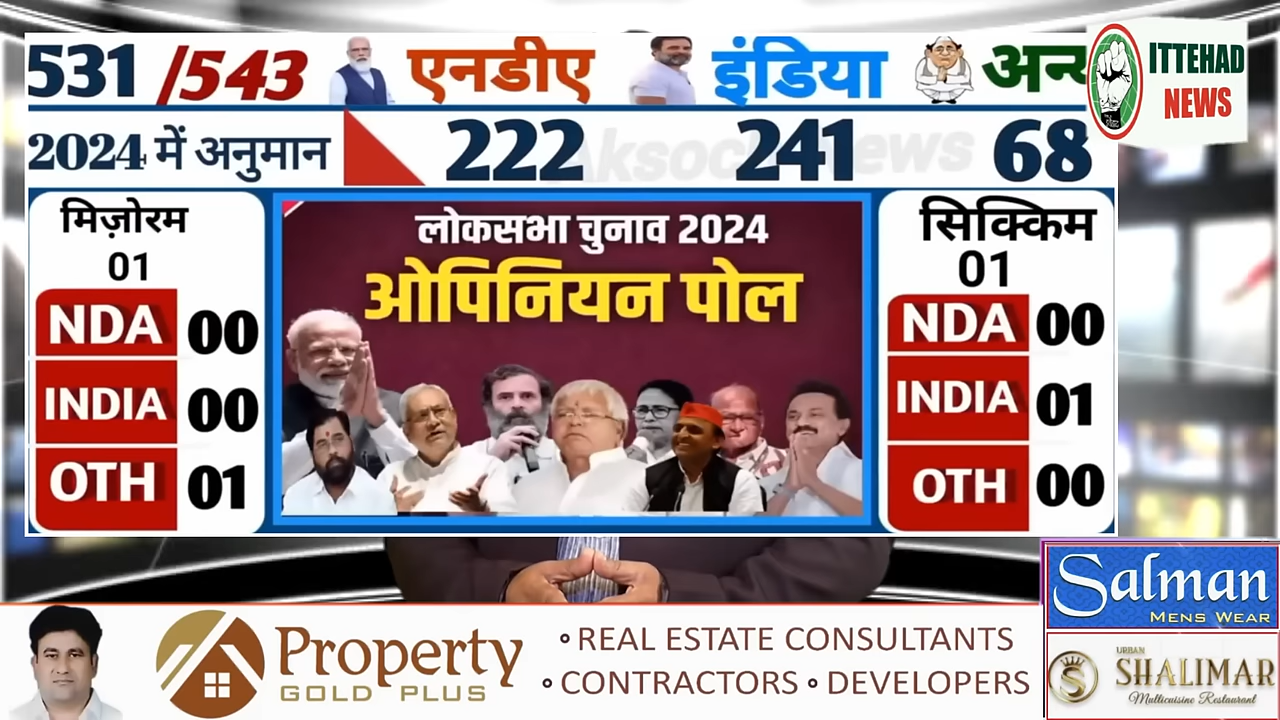 531 /543 एनडीए इंडिया
ITTEHAD
NEWS
2024 में अनुमान 222 241 68
मिज़ोरम
01
NDA 00
INDIA 00
OTH 01
लोकसभा चुनाव 2024
ओपिनियन पोल
सिक्किम
01
NDA 00
INDIA 01
OTH 00
Property
GOLD PLUS
• REAL ESTATE CONSULTANTS
• CONTRACTORS • DEVELOPERS
Salman
MENS WEAR
URBAN
SHALIMAR
Multicuisine Restaurant